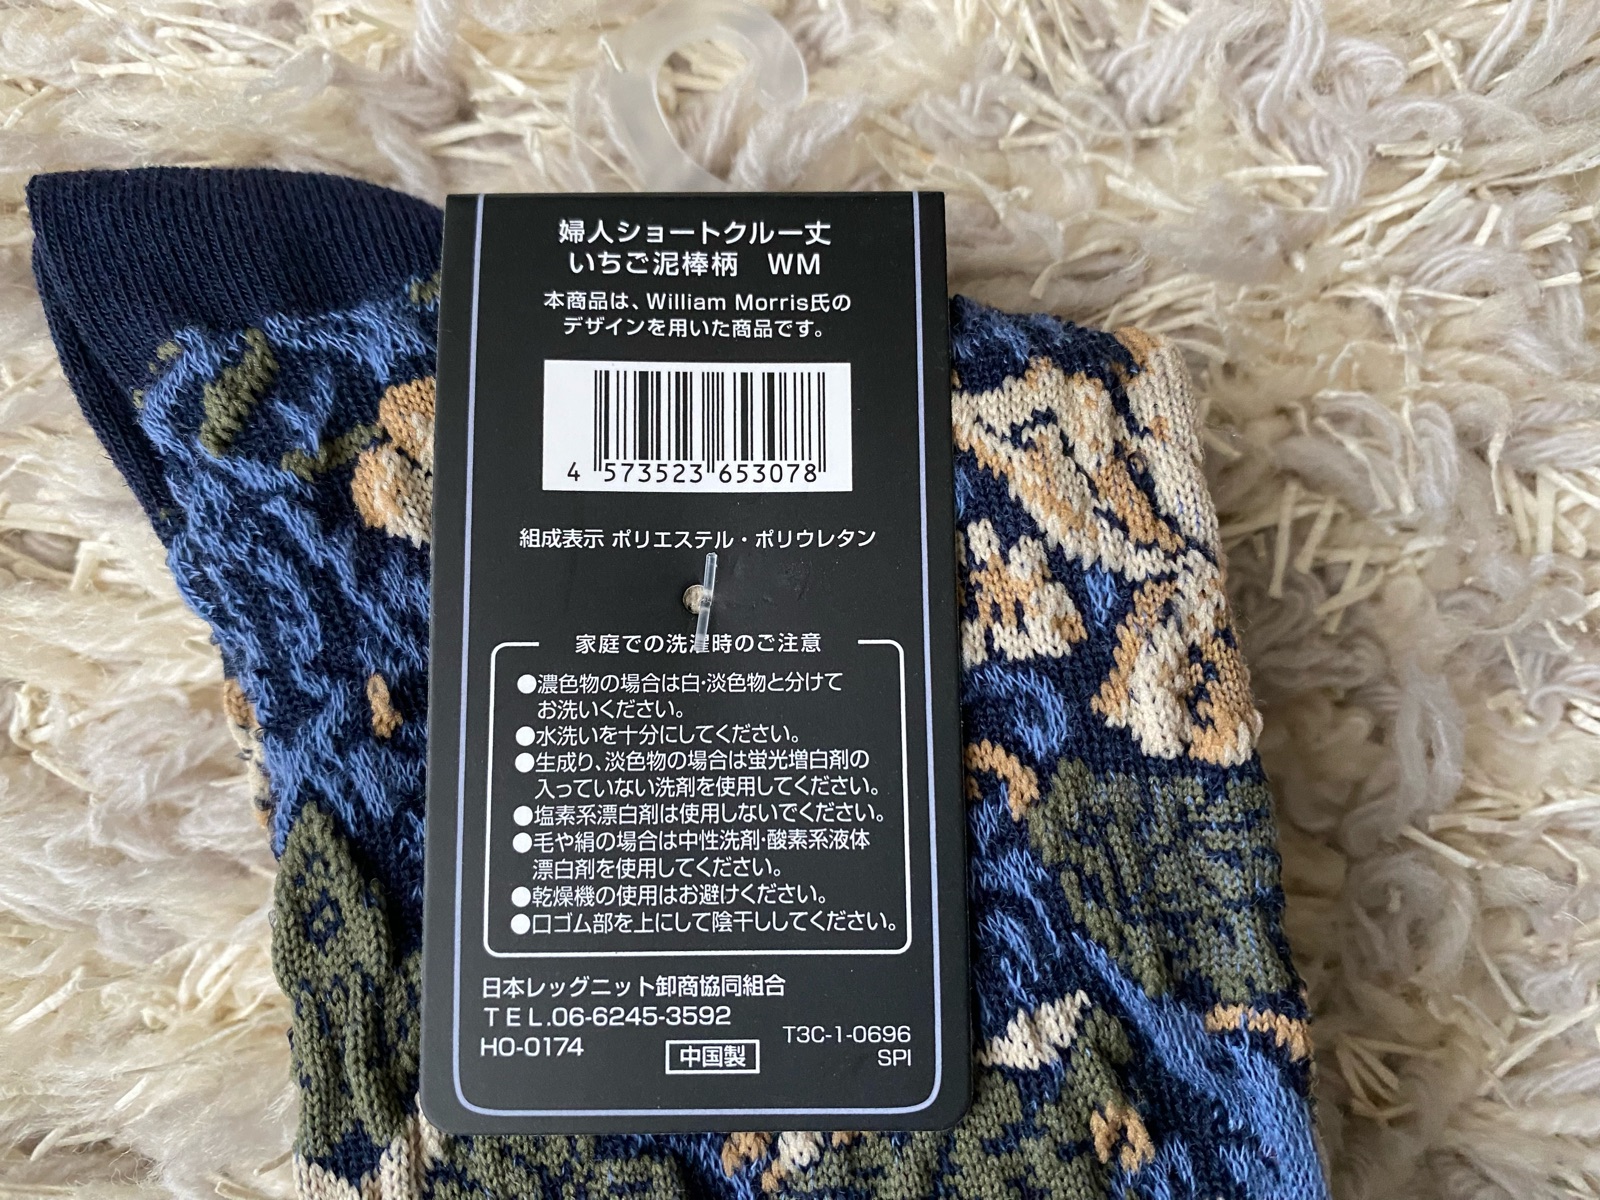 婦人ショートクルー丈
いちご泥棒柄　WM
本商品は、William Morris氏の
デザインを用いた商品です。
4 573523 653078
組成表示 ポリエステル・ポリウレタン
家庭での洗濯時のご注意
●濃色物の場合は白・淡色物と分けて
お洗いください。
●水洗いを十分にしてください。
●生成り、淡色物の場合は蛍光増白剤の
入っていない洗剤を使用してください。
●塩素系漂白剤は使用しないでください。
●毛や絹の場合は中性洗剤・酸素系液体
漂白剤を使用してください。
●乾燥機の使用はお避けください。
●口ゴム部を上にして陰干ししてください。
日本レッグニット卸商協同組合
ＴＥＬ.06-6245-3592
HO-0174
中国製
T3C-1-0696
SPI